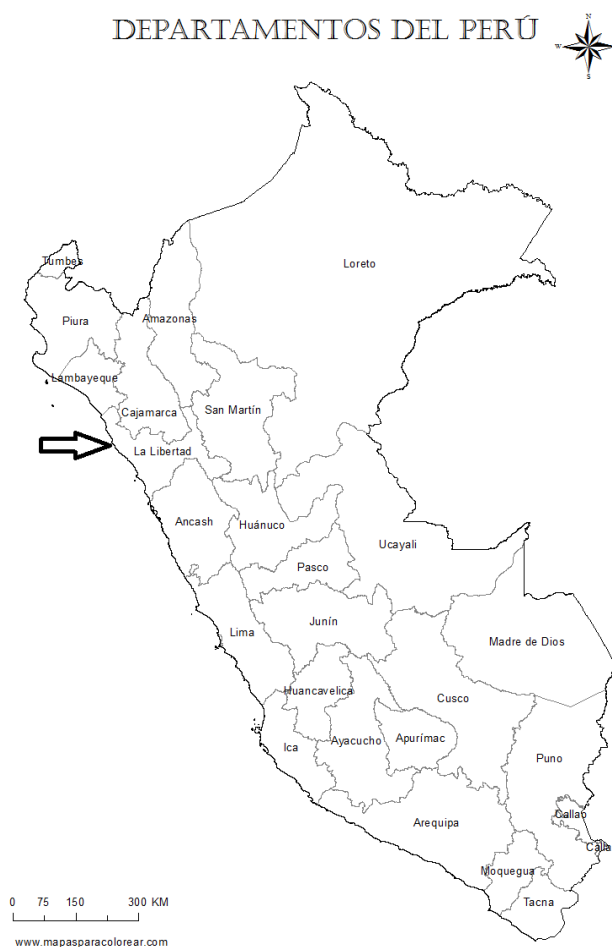 DEPARTAMENTOS DEL PERÚ
N
W
S
Loreto
Tumbes
Piura
Amazonas
Lambayeque
Cajamarca
San Martín
La Libertad
Ancash
Huánuco
Ucayali
Pasco
Junín
Lima
Madre de Dios
Huancavelica
Cusco
Ica
Ayacucho
Apurímac
Puno
Callao
Arequipa
Calla
Moquegua
Tacna
0 75 150 300 KM
www.mapasparacolorear.com